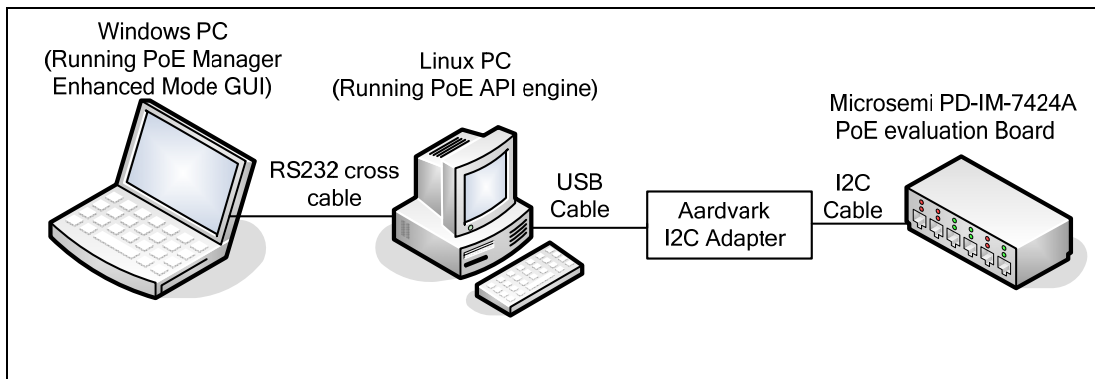 Windows PC
(Running PoE Manager
Enhanced Mode GUI)
Linux PC
(Running PoE API engine)
Microsemi PD-IM-7424A
PoE evaluation Board
RS232 cross
cable
USB
Cable
Aardvark
I2C Adapter
I2C
Cable